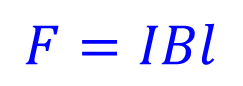 F = IBl